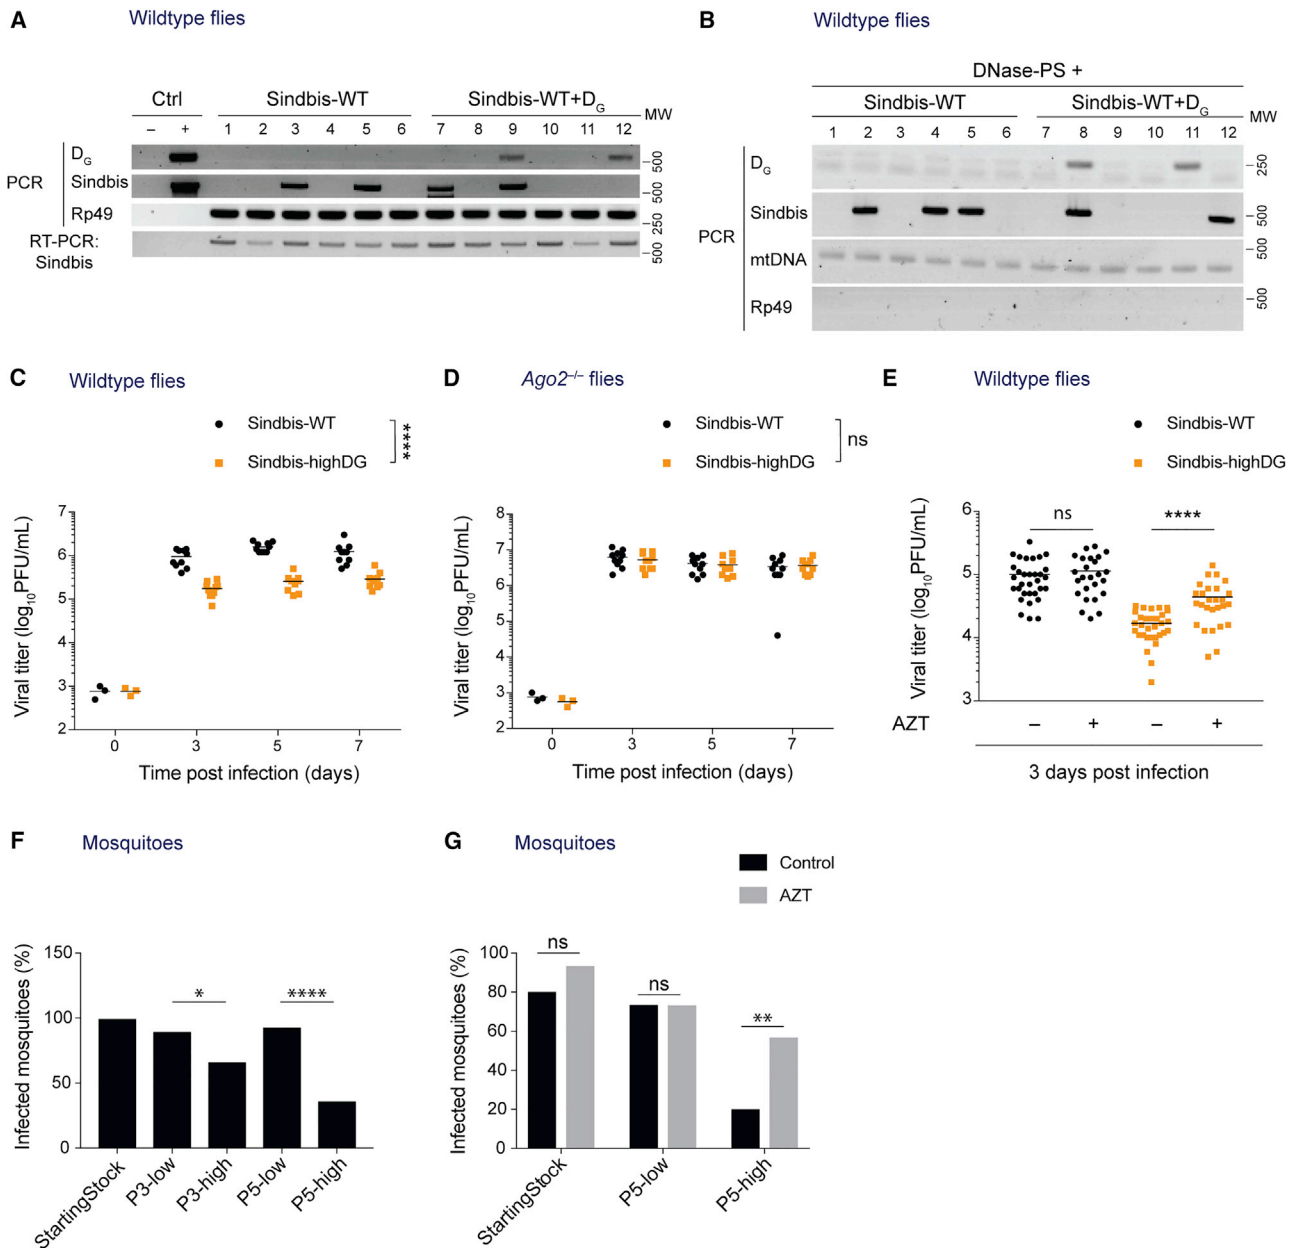 A Wildtype flies
Ctrl Sindbis-WT Sindbis-WT+D_G MW
– + 1 2 3 4 5 6 7 8 9 10 11 12
PCR
D_G 500
Sindbis 500
Rp49 250
RT-PCR: Sindbis 250 500
B Wildtype flies
DNase-PS +
Sindbis-WT Sindbis-WT+D_G MW
1 2 3 4 5 6 7 8 9 10 11 12
PCR
D_G 250
Sindbis 500
mtDNA 500
Rp49 500
C Wildtype flies
Sindbis-WT
Sindbis-highDG
****
Viral titer (log10PFU/mL)
7
6
5
4
3
2
0 3 5 7
Time post infection (days)
D Ago2–/– flies
Sindbis-WT
Sindbis-highDG
ns
Viral titer (log10PFU/mL)
8
7
6
5
4
3
2
0 3 5 7
Time post infection (days)
E Wildtype flies
Sindbis-WT
Sindbis-highDG
ns ****
Viral titer (log10PFU/mL)
6
5
4
3
AZT – + – +
3 days post infection
F Mosquitoes
Infected mosquitoes (%)
150
100
50
0
* ****
StartingStock P3-low P3-high P5-low P5-high
G Mosquitoes
Control
AZT
Infected mosquitoes (%)
100
80
60
40
20
0
ns ns **
StartingStock P5-low P5-high